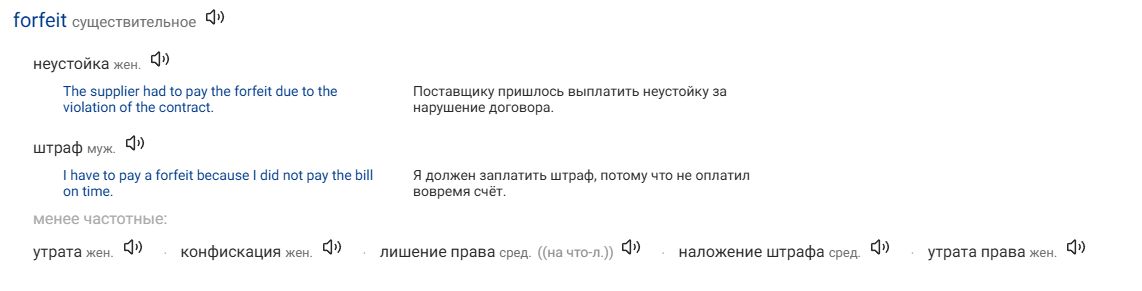 forfeit существительное
неустойка жен.
The supplier had to pay the forfeit due to the
violation of the contract.
Поставщику пришлось выплатить неустойку за
нарушение договора.
штраф муж.
I have to pay a forfeit because I did not pay the bill
on time.
Я должен заплатить штраф, потому что не оплатил
вовремя счёт.
менее частотные:
утрата жен. · конфискация жен. · лишение права сред. ((на что-л.)) · наложение штрафа сред. · утрата права жен.